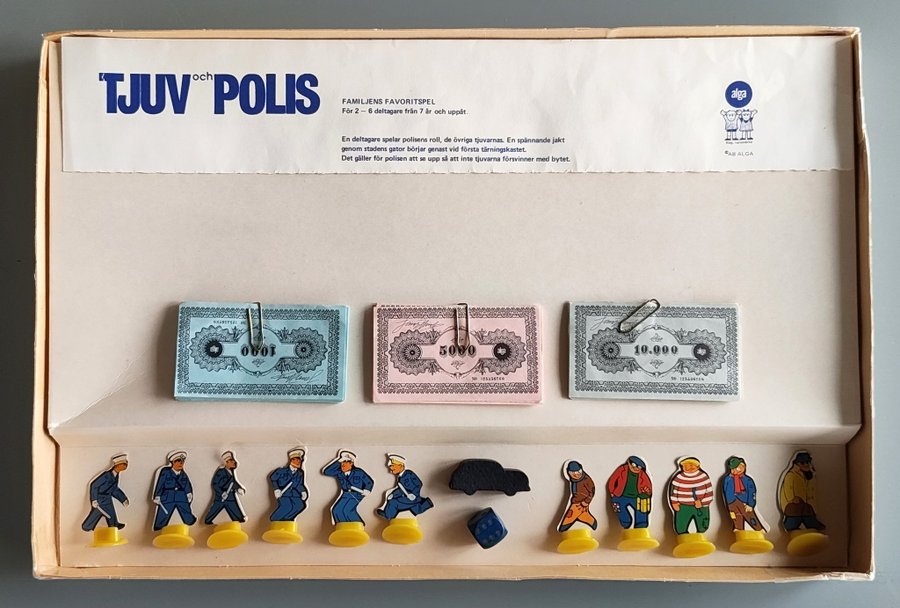 TJUV och POLIS
FAMILJENS FAVORITSPEL
För 2 – 6 deltagare från 7 år och uppåt.
En deltagare spelar polisens roll, de övriga tjuvarnas. En spännande jakt
genom stadens gator börjar genast vid första tärningskastet.
Det gäller för polisen att se upp så att inte tjuvarna försvinner med bytet.
alga
©AB ALGA
1000
5000
10.000